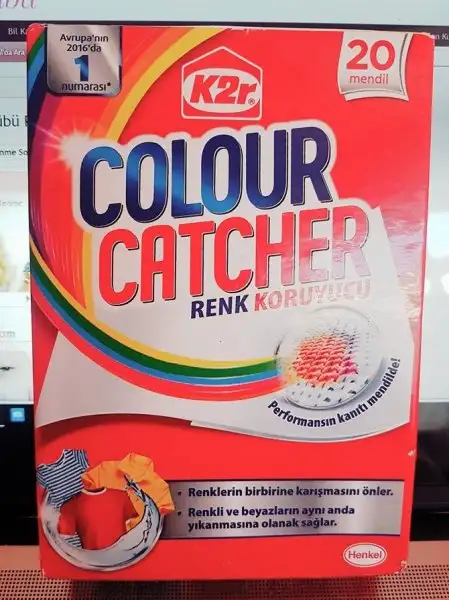 Avrupa'nın
2016'da
1
numarası*
K2r®
20
mendil
COLOUR
CATCHER
RENK KORUYUCU
Performansın kanıtı mendilde!
• Renklerin birbirine karışmasını önler.
• Renkli ve beyazların aynı anda
yıkanmasına olanak sağlar.
Henkel